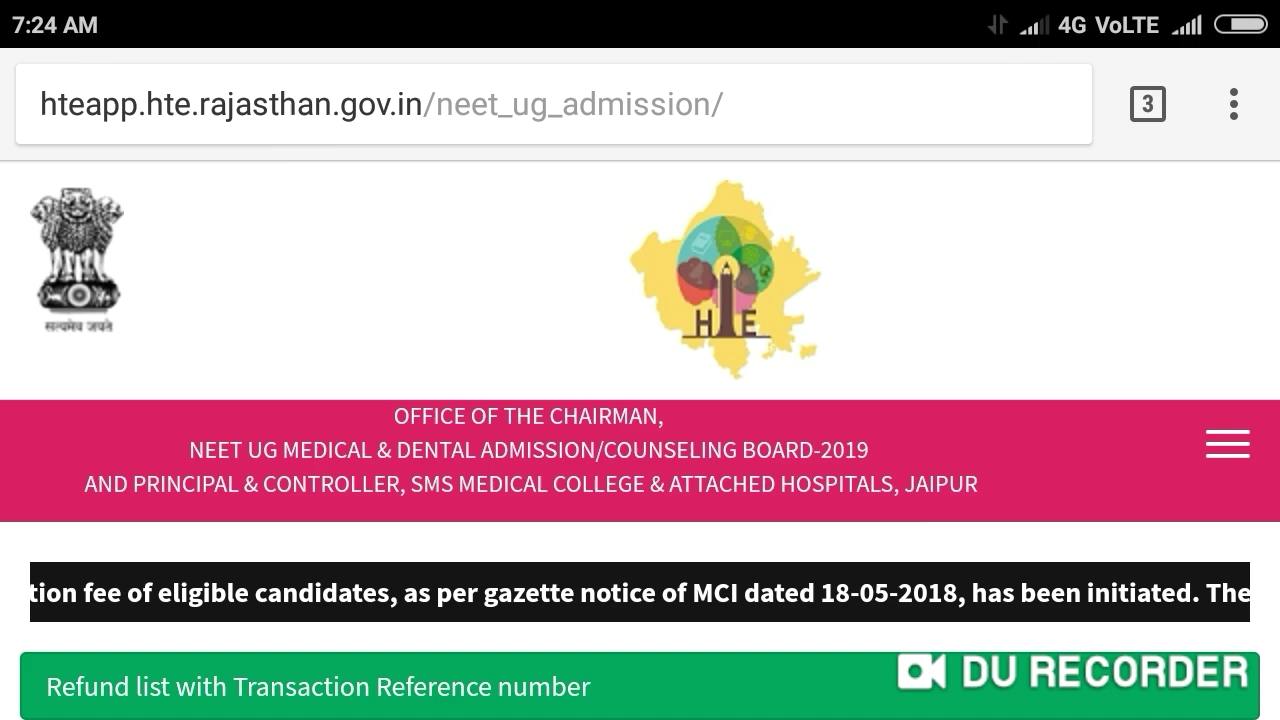 7:24 AM
4G VoLTE
hteapp.hte.rajasthan.gov.in/neet_ug_admission/
3
सत्यमेव जयते
HTE
OFFICE OF THE CHAIRMAN,
NEET UG MEDICAL & DENTAL ADMISSION/COUNSELING BOARD-2019
AND PRINCIPAL & CONTROLLER, SMS MEDICAL COLLEGE & ATTACHED HOSPITALS, JAIPUR
tion fee of eligible candidates, as per gazette notice of MCI dated 18-05-2018, has been initiated. The
Refund list with Transaction Reference number
DU RECORDER